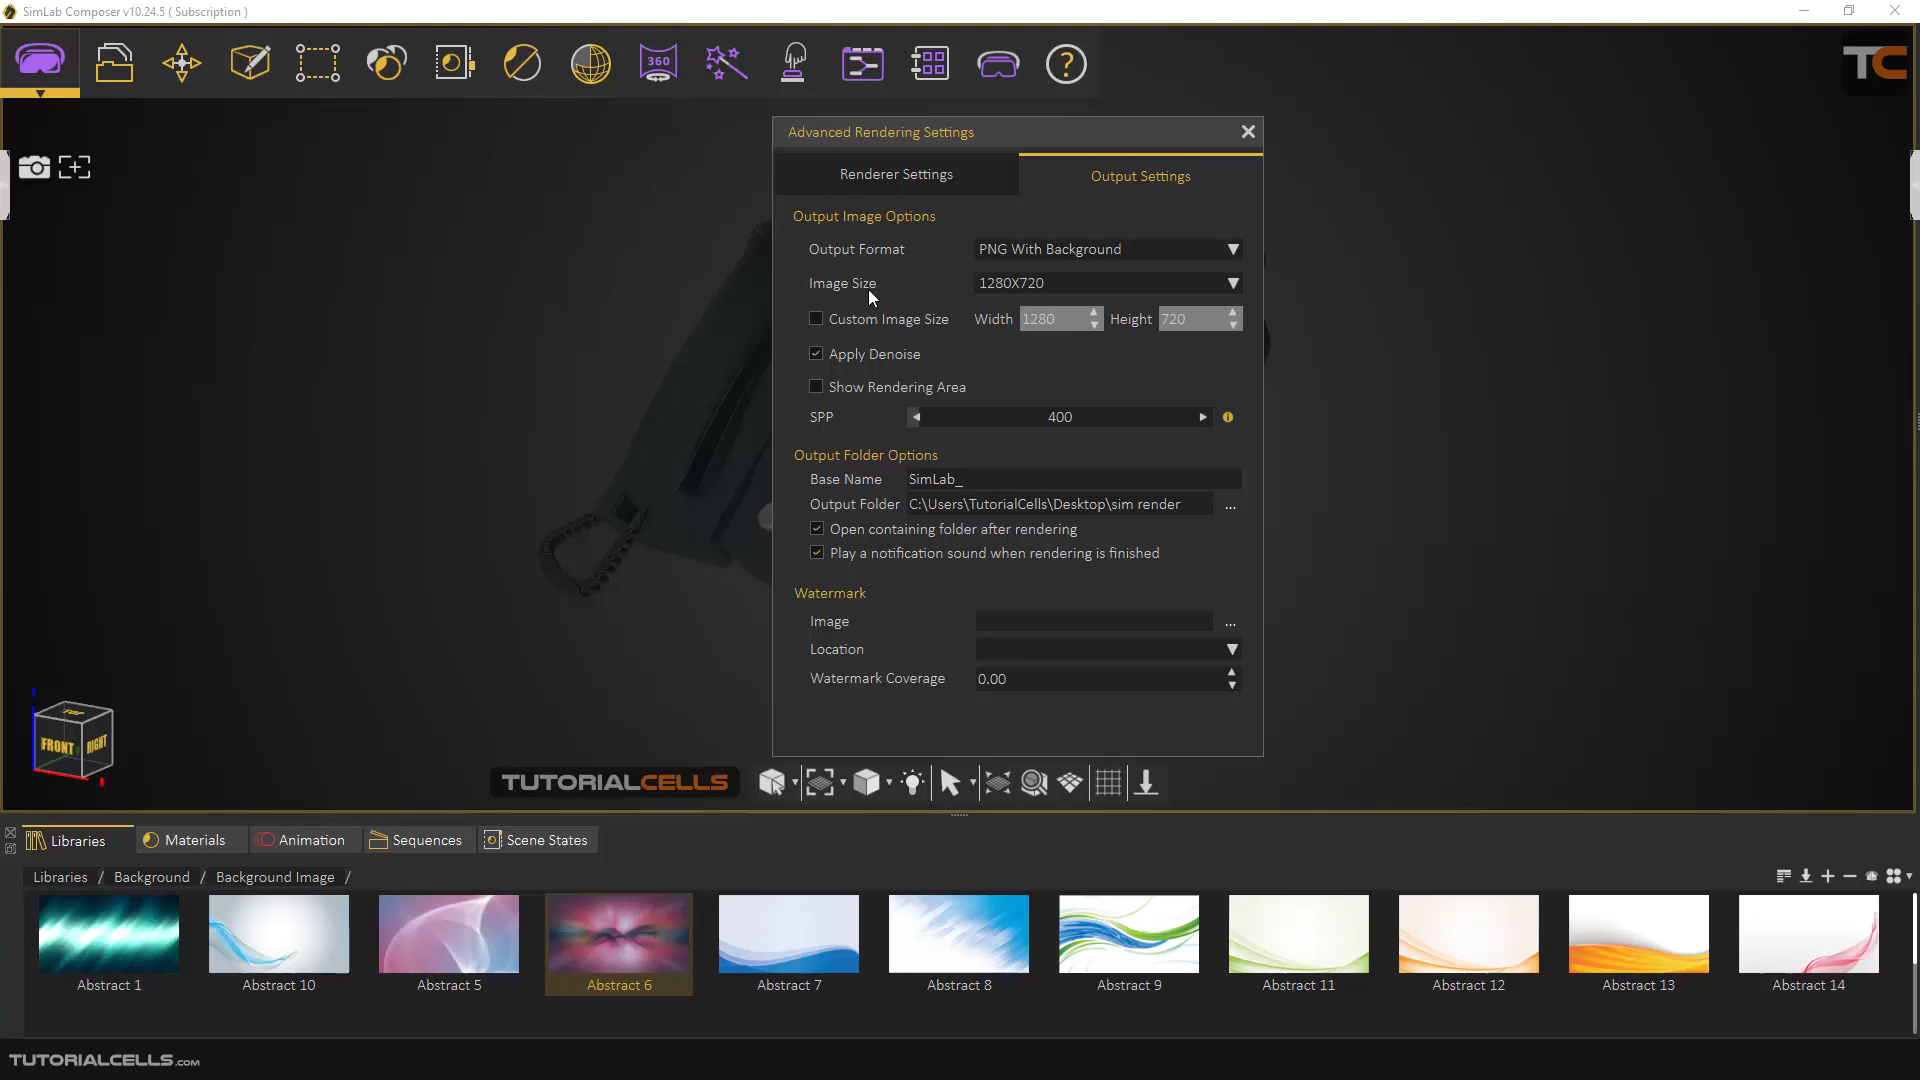 SimLab Composer v10.24.5 ( Subscription )
360
?
TC
Advanced Rendering Settings
Renderer Settings
Output Settings
Output Image Options
Output Format PNG With Background
Image Size 1280X720
Custom Image Size Width 1280 Height 720
Apply Denoise
Show Rendering Area
SPP 400
Output Folder Options
Base Name SimLab_
Output Folder C:\Users\TutorialCells\Desktop\sim render ...
Open containing folder after rendering
Play a notification sound when rendering is finished
Watermark
Image ...
Location
Watermark Coverage 0.00
TOP
FRONT RIGHT
TUTORIALCELLS
Libraries Materials Animation Sequences Scene States
Libraries / Background / Background Image /
Abstract 1 Abstract 10 Abstract 5 Abstract 6 Abstract 7 Abstract 8 Abstract 9 Abstract 11 Abstract 12 Abstract 13 Abstract 14
TUTORIALCELLS.com